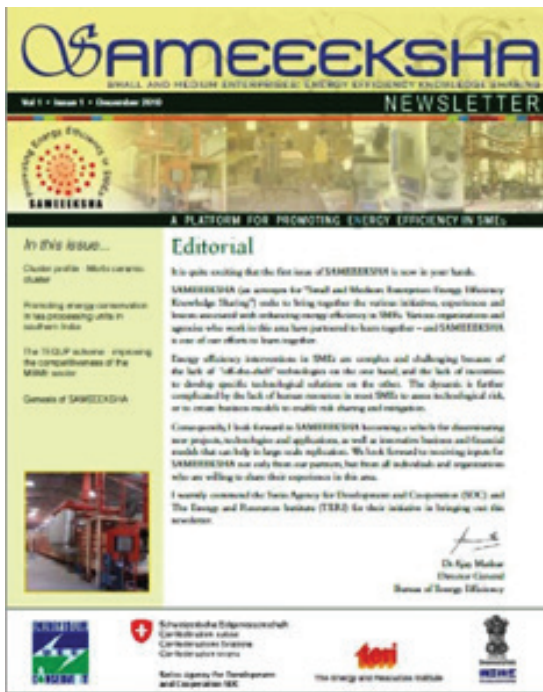 SAMEEEKSHA
SMALL AND MEDIUM ENTERPRISES: ENERGY EFFICIENCY KNOWLEDGE SHARING
Vol 1 • Issue 1 • December 2010
NEWSLETTER
Promoting Energy Efficiency in SMEs
SAMEEEKSHA
A PLATFORM FOR PROMOTING ENERGY EFFICIENCY IN SMEs
In this issue...
Cluster profile - Morbi ceramic
cluster
Promoting energy conservation
in tea processing units in
southern India
The TEQUP scheme - improving
the competitiveness of the
MSME sector
Genesis of SAMEEEKSHA
Editorial
It is quite exciting that the first issue of SAMEEEKSHA is now in your hands.
SAMEEEKSHA (an acronym for "Small and Medium Enterprises: Energy Efficiency
Knowledge Sharing") seeks to bring together the various initiatives, experiences and
lessons associated with enhancing energy efficiency in SMEs. Various organizations and
agencies who work in this area have partnered to learn together – and SAMEEEKSHA
is one of our efforts to learn together.
Energy efficiency interventions in SMEs are complex and challenging because of
the lack of "off-the-shelf" technologies on the one hand, and the lack of incentives
to develop specific technological solutions on the other. The dynamic is further
complicated by the lack of human resources in most SMEs to assess technological risk,
or to create business models to enable risk sharing and mitigation.
Consequently, I look forward to SAMEEEKSHA becoming a vehicle for disseminating
new projects, technologies and applications, as well as innovative business and financial
models that can help in large scale replication. We look forward to receiving inputs for
SAMEEEKSHA not only from our partners, but from all individuals and organizations
who are willing to share their experience in this area.
I warmly commend the Swiss Agency for Development and Cooperation (SDC) and
The Energy and Resources Institute (TERI) for their initiative in bringing out this
newsletter.
Dr Ajay Mathur
Director General
Bureau of Energy Efficiency
Schweizerische Eidgenossenschaft
Confédération suisse
Confederazione Svizzera
Confederaziun svizra
Swiss Agency for Development
and Cooperation SDC
teri
The Energy and Resources Institute